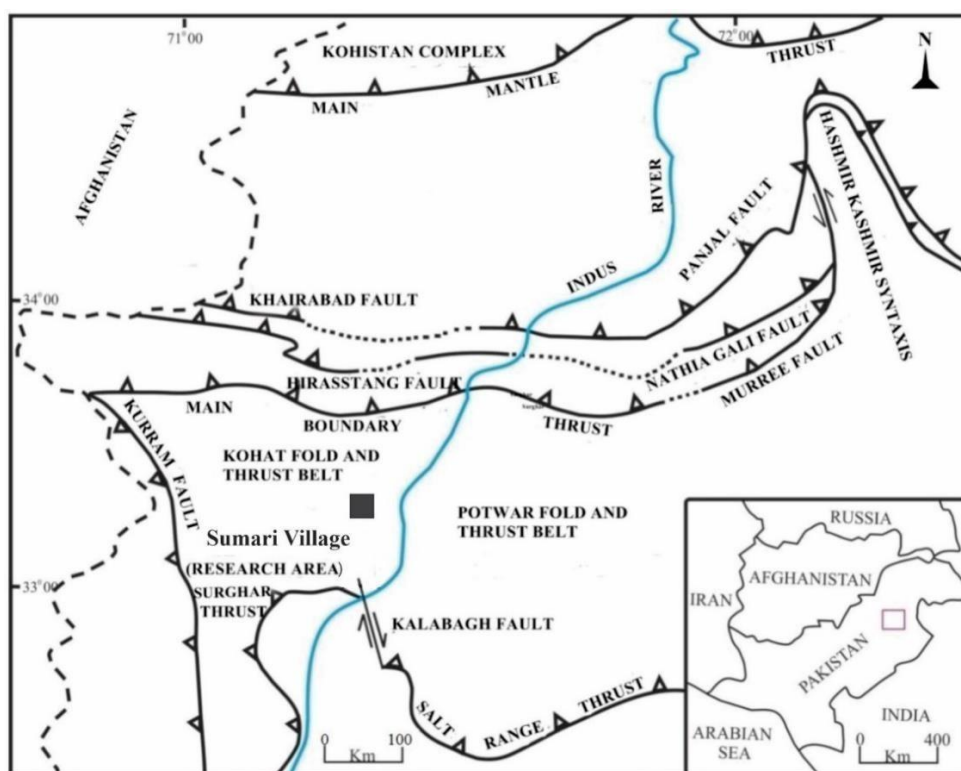 71°00'
72°00'
KOHISTAN COMPLEX
THRUST
N
MAIN
MANTLE
AFGHANISTAN
HASHMIR KASHMIR SYNTAXIS
RIVER
PANJAL FAULT
INDUS
34°00
KHAIRABAD FAULT
NATHIA GALI FAULT
HIRASSTANG FAULT
MURREE FAULT
MAIN
BOUNDARY
THRUST
KURRAM FAULT
KOHAT FOLD AND
THRUST BELT
POTWAR FOLD AND
THRUST BELT
Sumari Village
(RESEARCH AREA)
33°00
SURGHAR
THRUST
KALABAGH FAULT
SALT
RANGE
THRUST
0
100
Km
RUSSIA
AFGHANISTAN
IRAN
PAKISTAN
INDIA
ARABIAN
SEA
0
400
Km